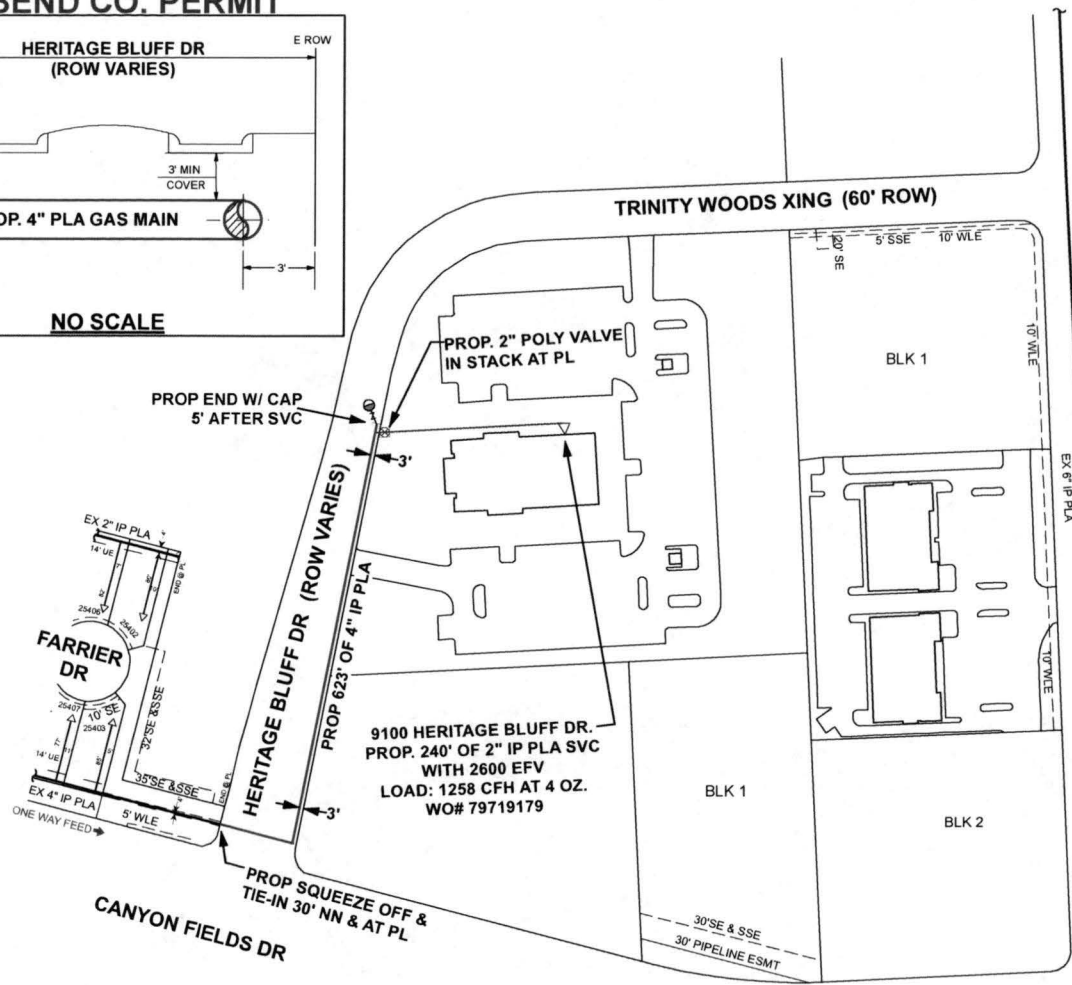 SEND CO. PERMIT
HERITAGE BLUFF DR
(ROW VARIES)
E ROW
3' MIN
COVER
OP. 4" PLA GAS MAIN
3'
NO SCALE
TRINITY WOODS XING (60' ROW)
20' SE
5' SSE
10' WLE
BLK 1
10' WLE
EX 6" IP PLA
10' WLE
PROP. 2" POLY VALVE
IN STACK AT PL
PROP END W/ CAP
5' AFTER SVC
3'
HERITAGE BLUFF DR (ROW VARIES)
PROP 623' OF 4" IP PLA
EX 2" IP PLA
14' UE
END @ PL
25406
25402
FARRIER
DR
10' SE
25407
25403
32'SE &SSE
77'
11'
14' UE
35'SE &SSE
END @ PL
EX 4" IP PLA
5' WLE
ONE WAY FEED
3'
9100 HERITAGE BLUFF DR.
PROP. 240' OF 2" IP PLA SVC
WITH 2600 EFV
LOAD: 1258 CFH AT 4 OZ.
WO# 79719179
BLK 1
BLK 2
PROP SQUEEZE OFF &
TIE-IN 30' NN & AT PL
CANYON FIELDS DR
30'SE & SSE
30' PIPELINE ESMT